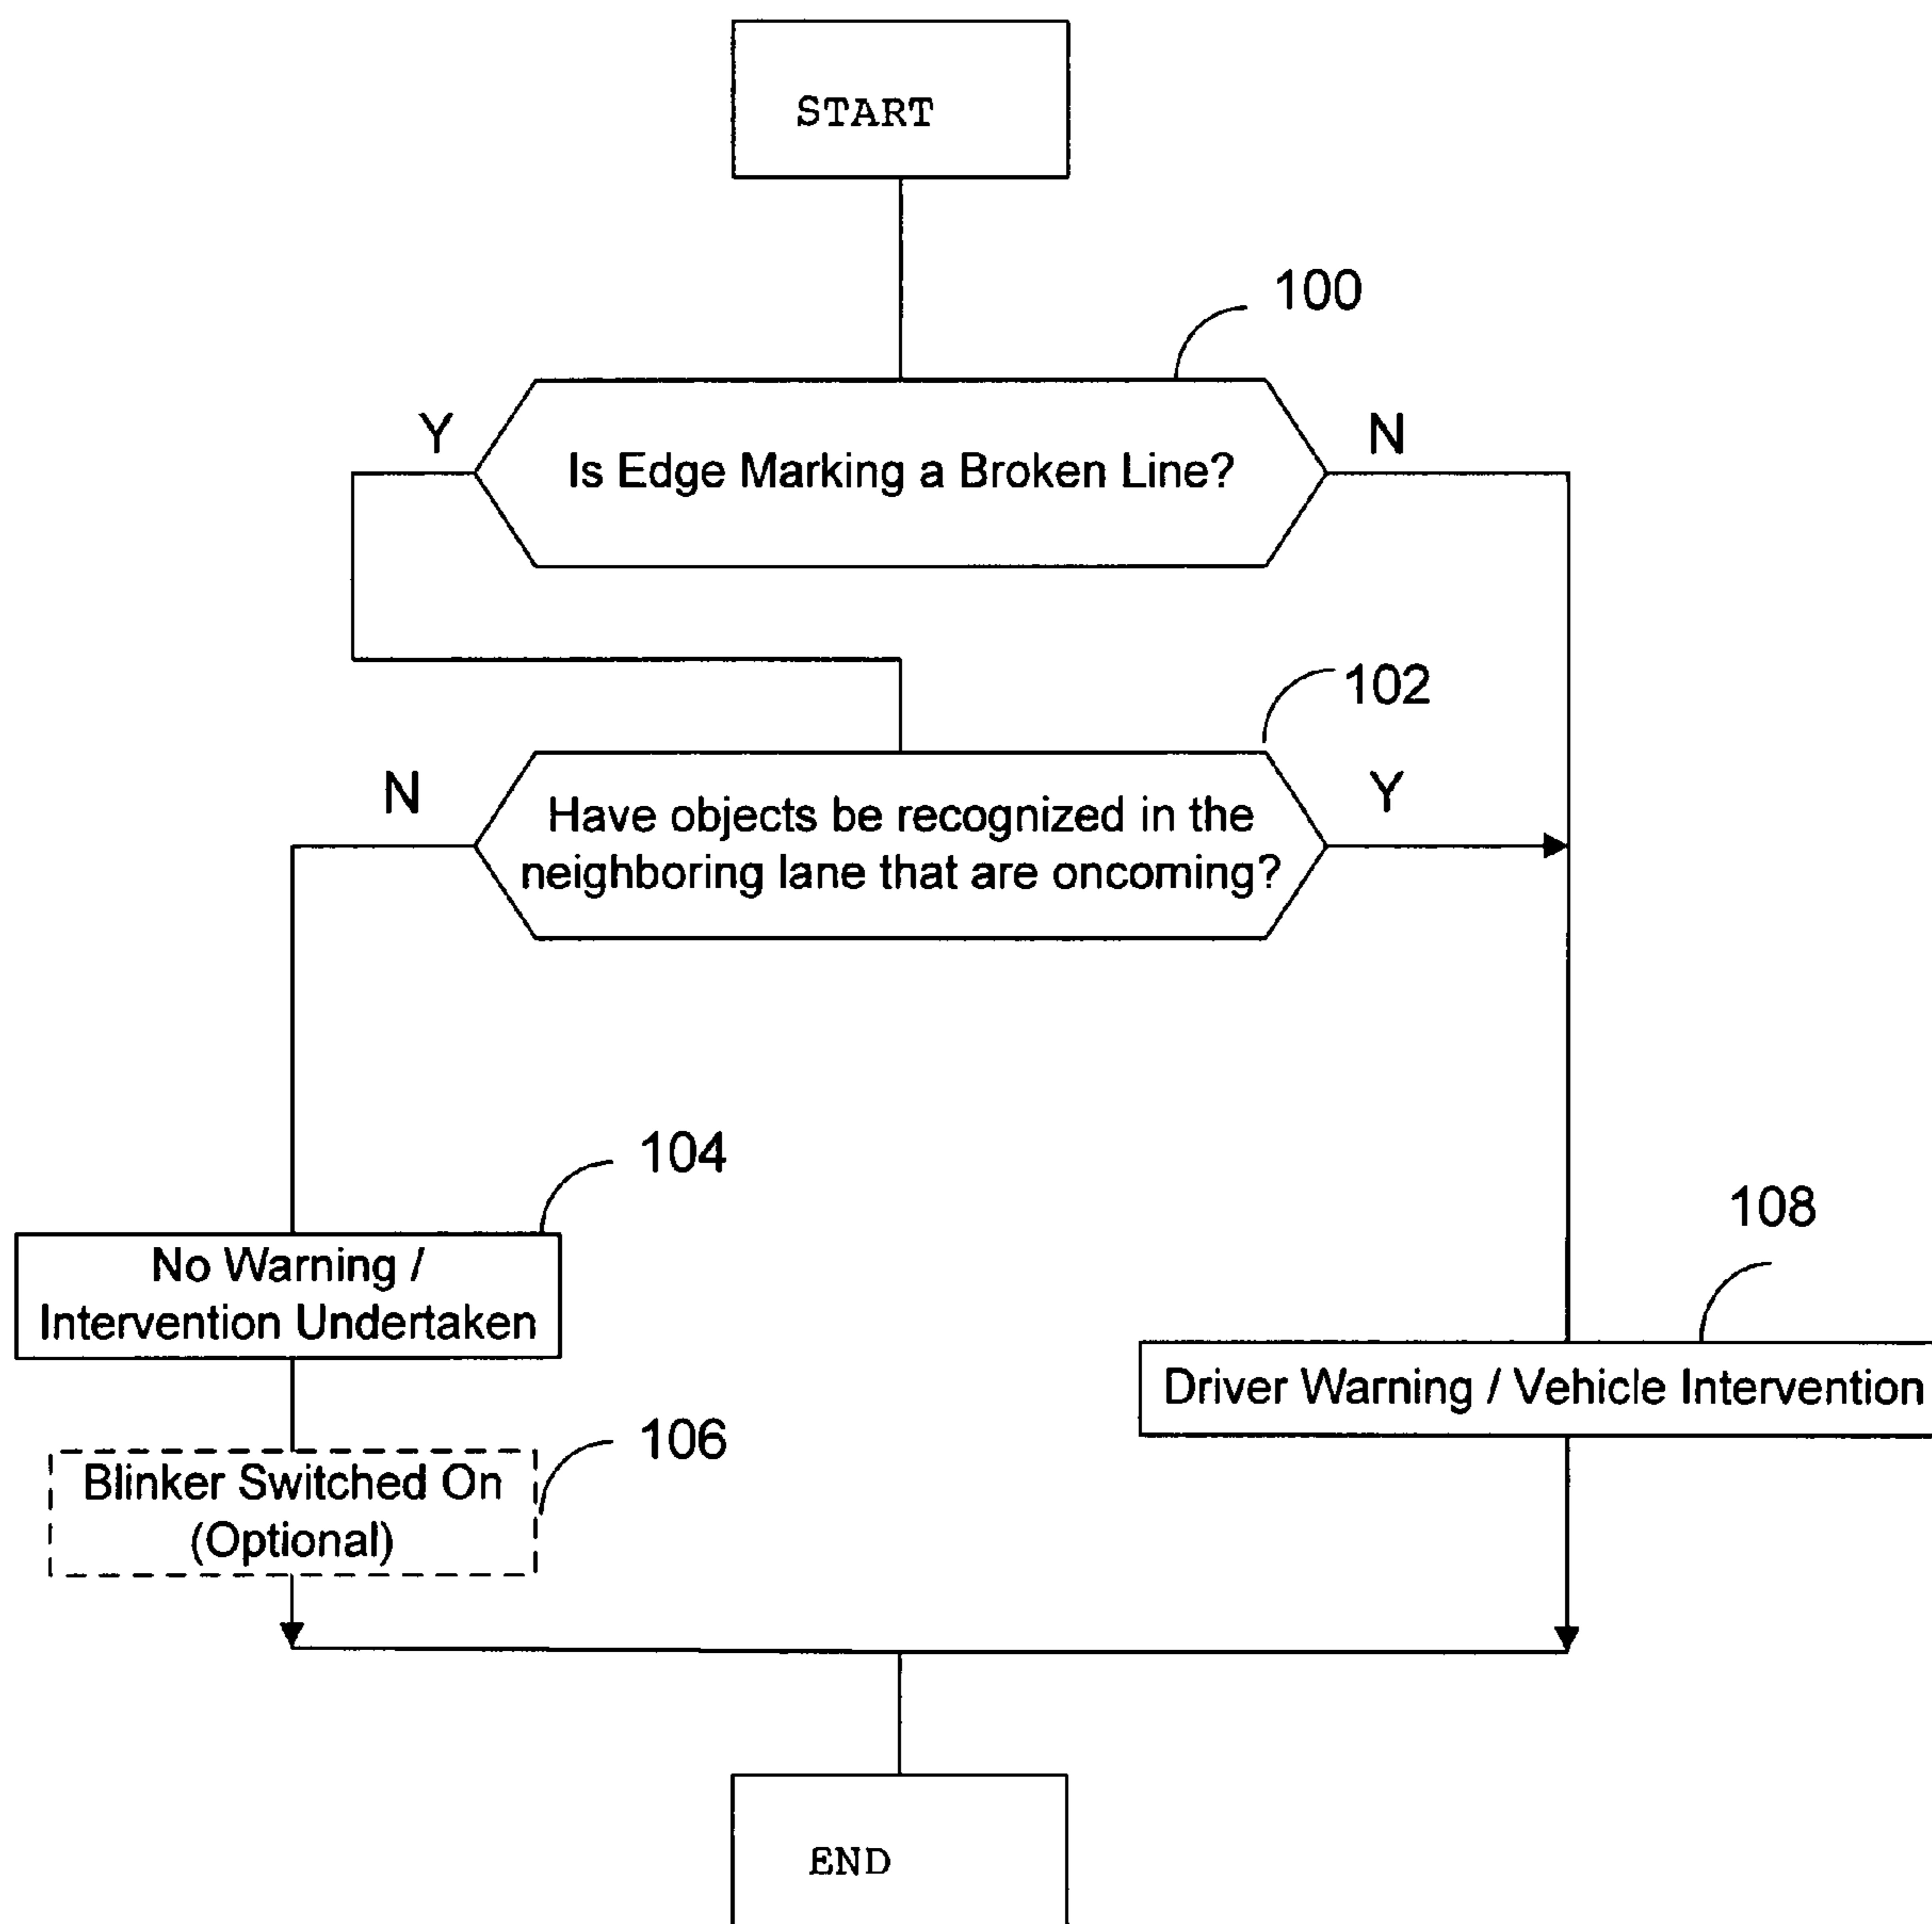 START
100
Y
N
Is Edge Marking a Broken Line?
102
N
Y
Have objects be recognized in the
neighboring lane that are oncoming?
104
No Warning /
Intervention Undertaken
108
Driver Warning / Vehicle Intervention
106
Blinker Switched On
(Optional)
END